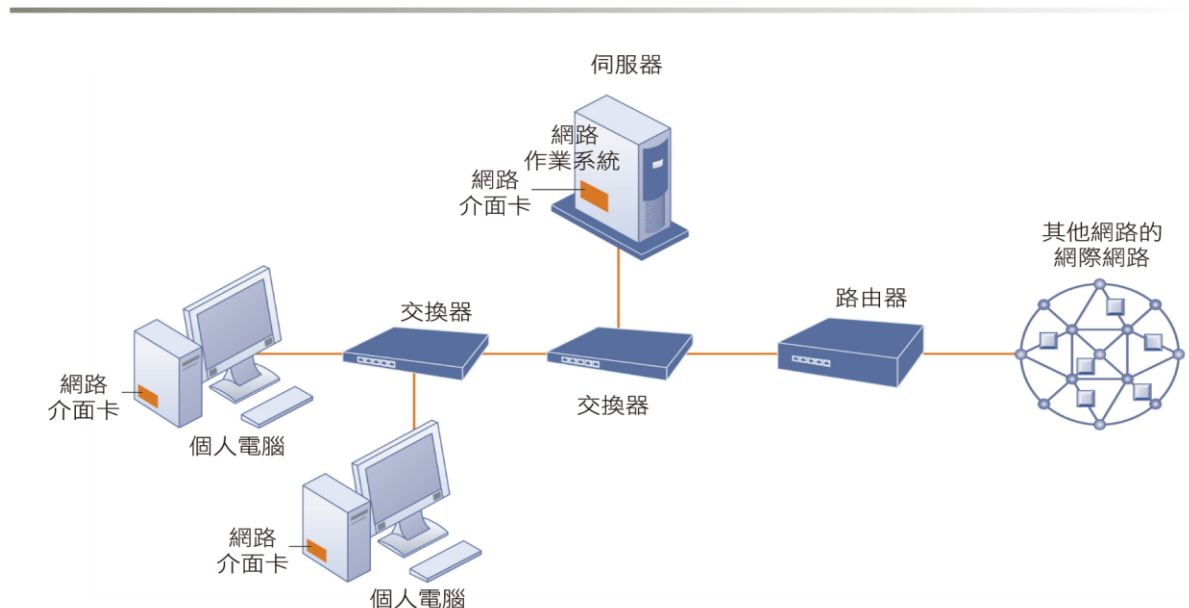 伺服器
網路
作業系統
網路
介面卡
其他網路的
網際網路
路由器
交換器
交換器
網路
介面卡
個人電腦
網路
介面卡
個人電腦